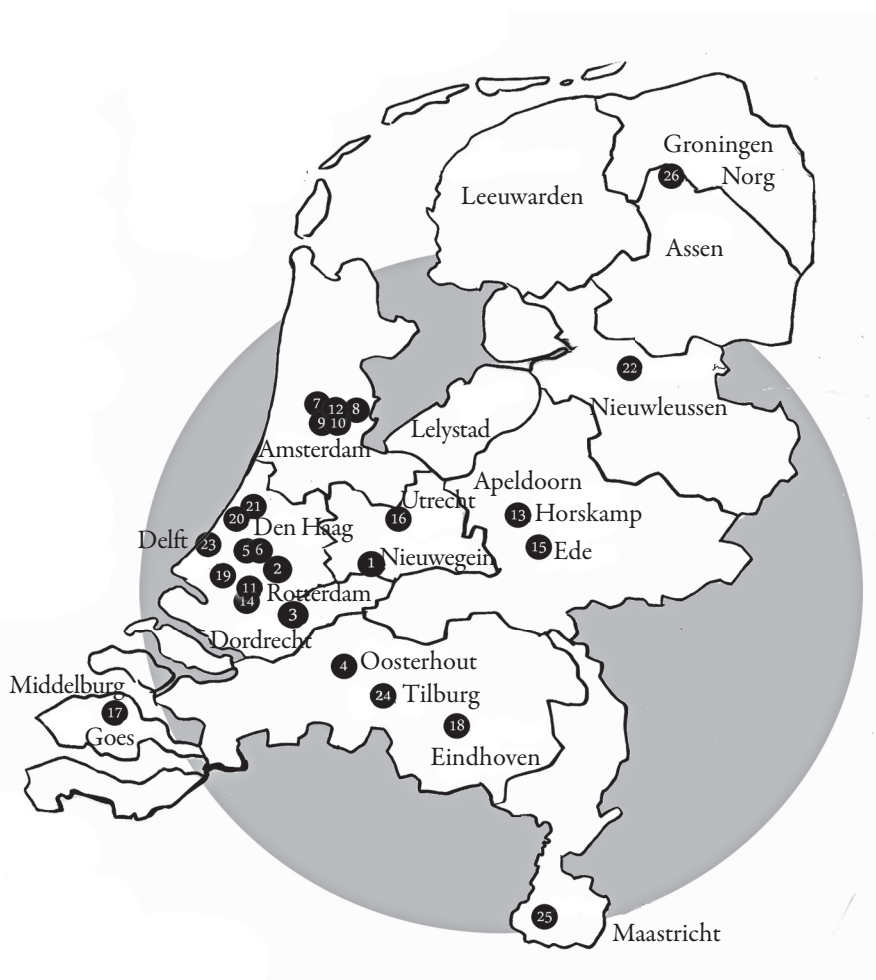 Groningen
26
Norg
Leeuwarden
Assen
22
Nieuwleussen
7
12
8
9
10
Lelystad
Amsterdam
Apeldoorn
Utrecht
21
20
16
13
Horskamp
Den Haag
Delft
23
5
6
15
Ede
1
Nieuwegein
2
19
11
Rotterdam
14
3
Dordrecht
4
Oosterhout
Middelburg
24
Tilburg
17
18
Goes
Eindhoven
25
Maastricht